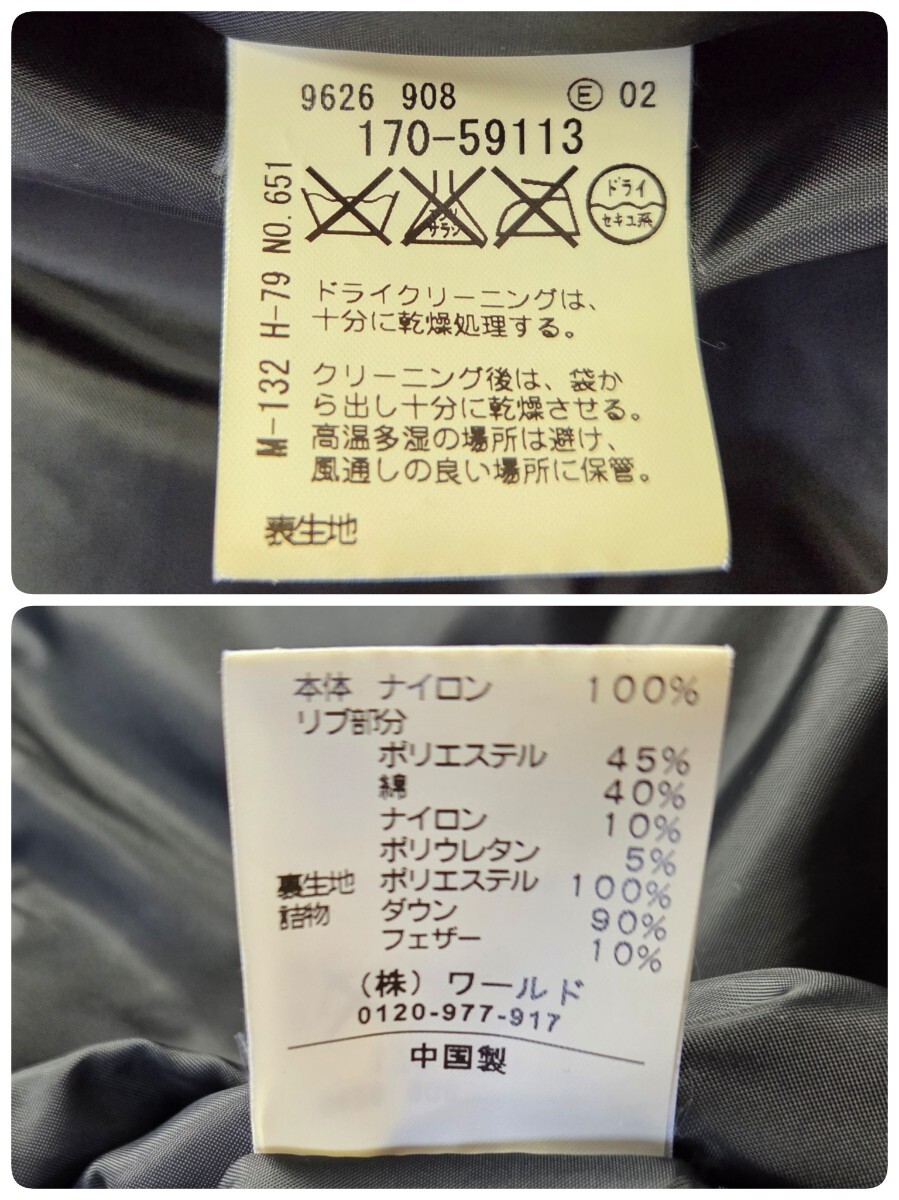 9626 908 Ⓔ 02
170-59113
エンソ
サラシ
ドライ
セキユ系
M-132 H-79 NO.651
ドライクリーニングは、
十分に乾燥処理する。
クリーニング後は、袋か
ら出し十分に乾燥させる。
高温多湿の場所は避け、
風通しの良い場所に保管。
裏生地
本体 ナイロン 100%
リブ部分
ポリエステル 45%
綿 40%
ナイロン 10%
ポリウレタン 5%
裏生地 ポリエステル 100%
詰物 ダウン 90%
フェザー 10%
(株)ワールド
0120-977-917
中国製